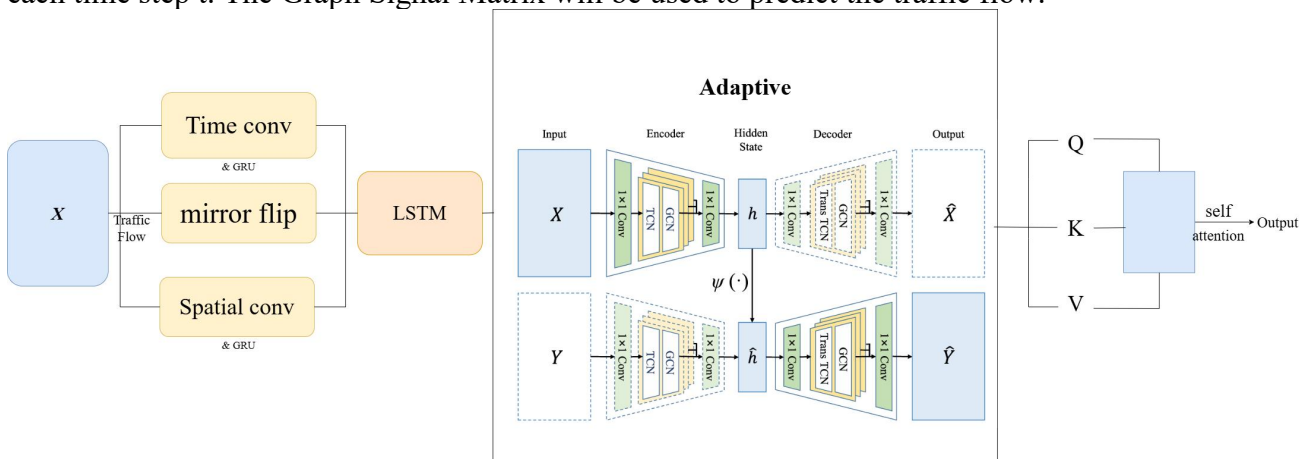 each time step t. The Graph Signal Matrix will be used to predict the traffic flow.
X
Traffic
Flow
Time conv
& GRU
mirror flip
Spatial conv
& GRU
LSTM
Adaptive
Input
Encoder
Hidden
State
Decoder
Output
X
1×1 Conv
TCN
GCN
1×1 Conv
h
1×1 Conv
Trans TCN
GCN
1×1 Conv
X̂
ψ (·)
Y
1×1 Conv
TCN
GCN
1×1 Conv
ĥ
1×1 Conv
Trans TCN
GCN
1×1 Conv
Ŷ
Q
K
V
self
attention
Output